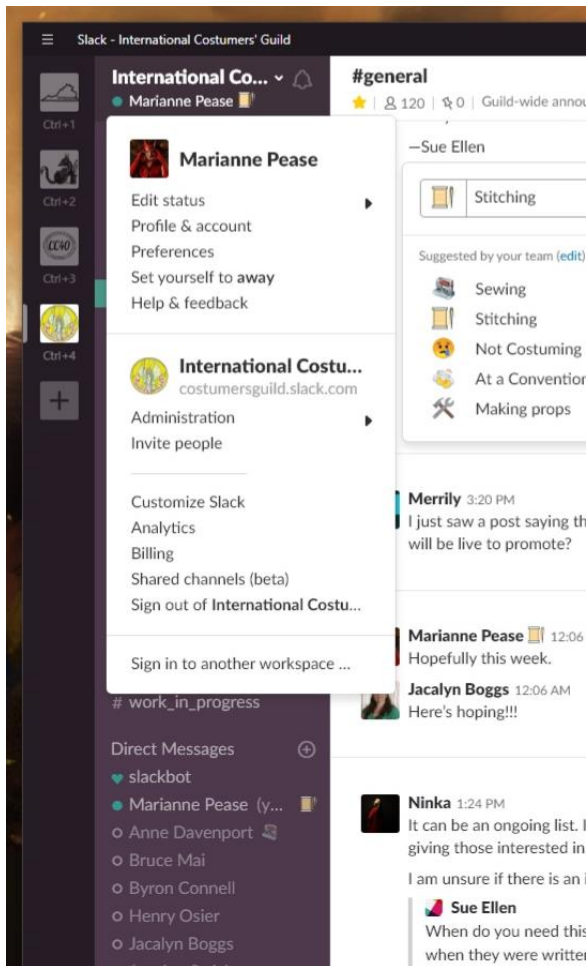 Slack - International Costumers' Guild
Ctrl+1
Ctrl+2
CC40
Ctrl+3
Ctrl+4
International Co...
Marianne Pease
Marianne Pease
Edit status
Profile & account
Preferences
Set yourself to away
Help & feedback
International Costu...
costumersguild.slack.com
Administration
Invite people
Customize Slack
Analytics
Billing
Shared channels (beta)
Sign out of International Costu...
Sign in to another workspace ...
# work_in_progress
Direct Messages
slackbot
Marianne Pease (y...
Anne Davenport
Bruce Mai
Byron Connell
Henry Osier
Jacalyn Boggs
#general
120 | 0 | Guild-wide annou
—Sue Ellen
Stitching
Suggested by your team (edit)
Sewing
Stitching
Not Costuming
At a Convention
Making props
Merrily 3:20 PM
I just saw a post saying th
will be live to promote?
Marianne Pease 12:06
Hopefully this week.
Jacalyn Boggs 12:06 AM
Here's hoping!!!
Ninka 1:24 PM
It can be an ongoing list. I
giving those interested in
I am unsure if there is an i
Sue Ellen
When do you need this
when they were writte